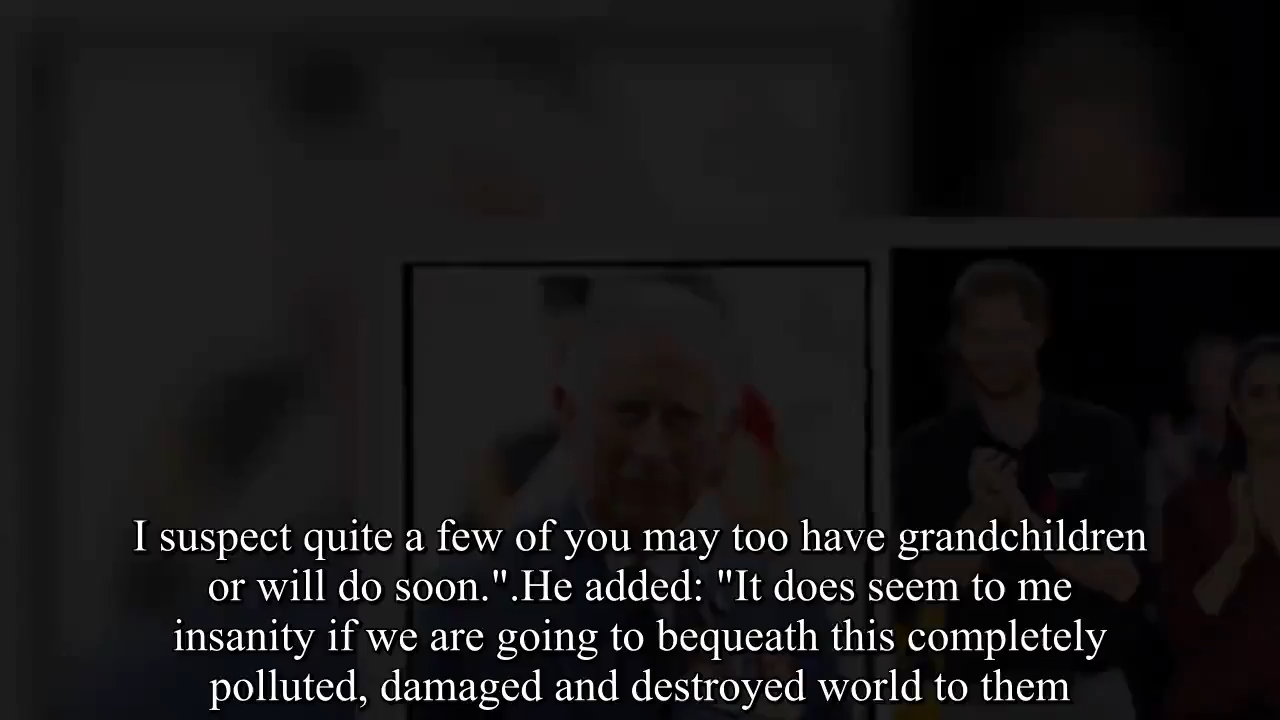 I suspect quite a few of you may too have grandchildren
or will do soon.".He added: "It does seem to me
insanity if we are going to bequeath this completely
polluted, damaged and destroyed world to them